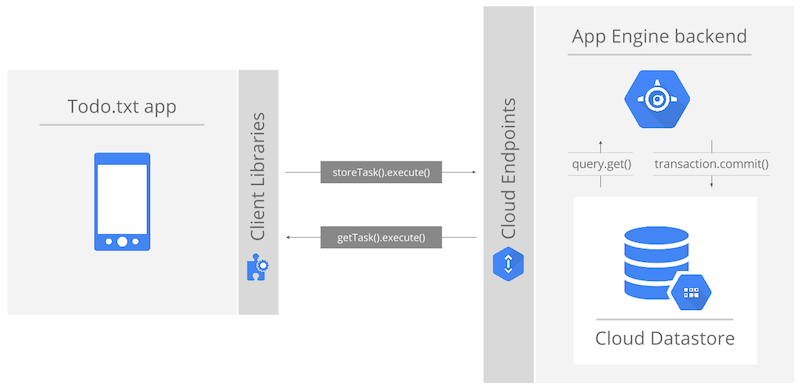 Todo.txt app
Client Libraries
storeTask().execute()
getTask().execute()
Cloud Endpoints
App Engine backend
query.get()
transaction.commit()
Cloud Datastore